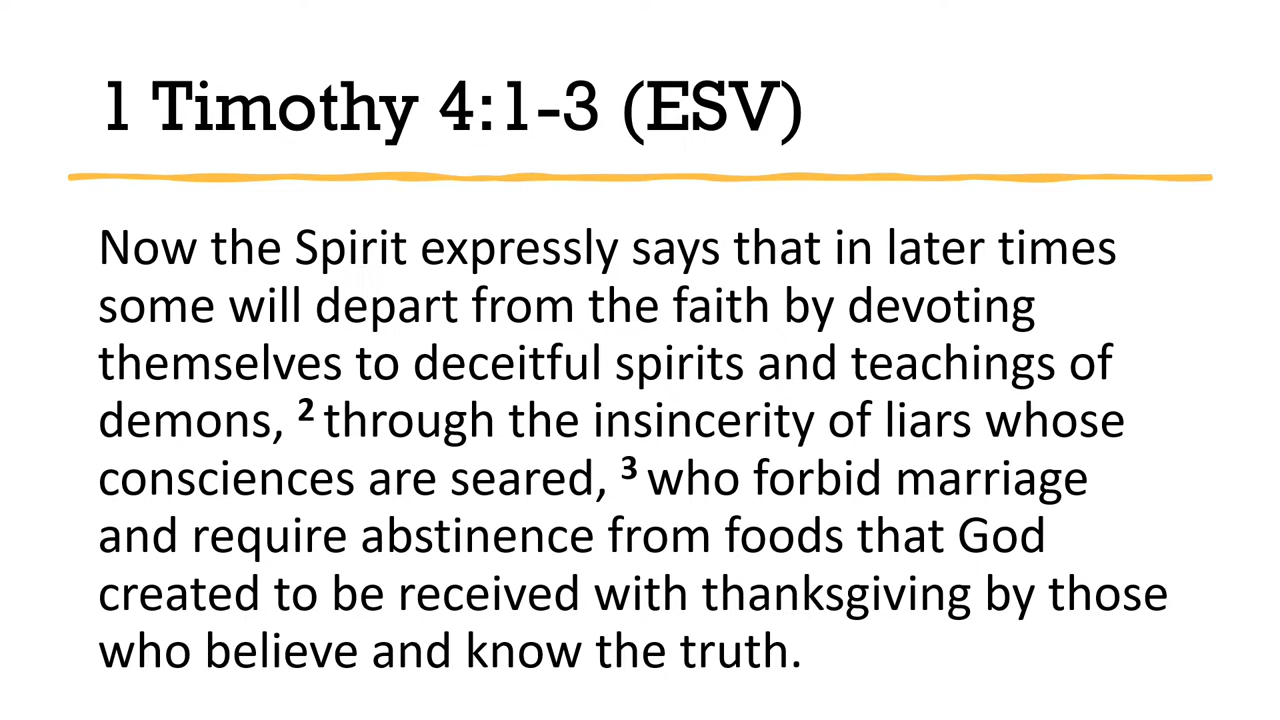 1 Timothy 4:1-3 (ESV)
Now the Spirit expressly says that in later times
some will depart from the faith by devoting
themselves to deceitful spirits and teachings of
demons, ² through the insincerity of liars whose
consciences are seared, ³ who forbid marriage
and require abstinence from foods that God
created to be received with thanksgiving by those
who believe and know the truth.